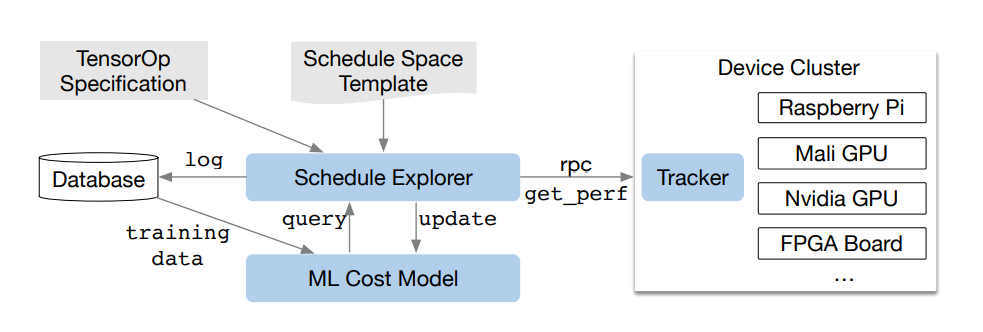 TensorOp
Specification
Schedule Space
Template
Device Cluster
Raspberry Pi
Mali GPU
Nvidia GPU
FPGA Board
...
Tracker
Database
log
Schedule Explorer
rpc
get_perf
query
update
training
data
ML Cost Model